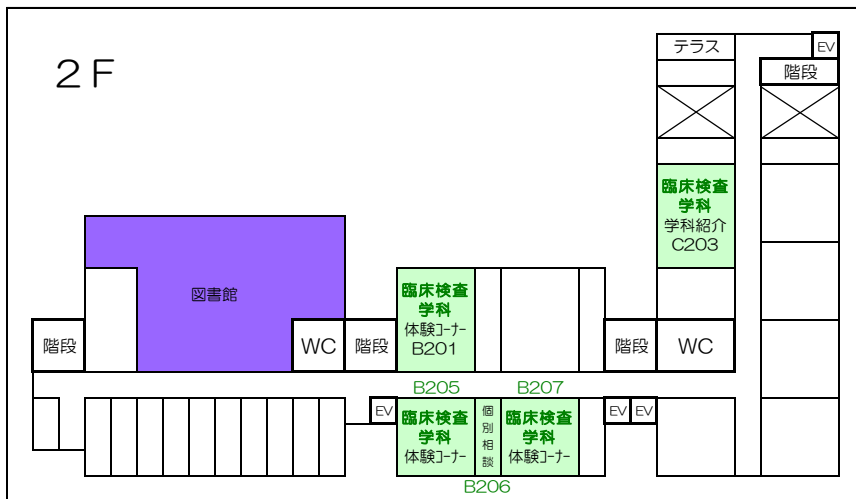 2F
テラス
EV
階段
臨床検査
学科
学科紹介
C203
図書館
臨床検査
学科
体験コーナー
B201
階段
WC
階段
階段
WC
B205
B207
EV
臨床検査
学科
体験コーナー
個別相談
臨床検査
学科
体験コーナー
EV
EV
B206